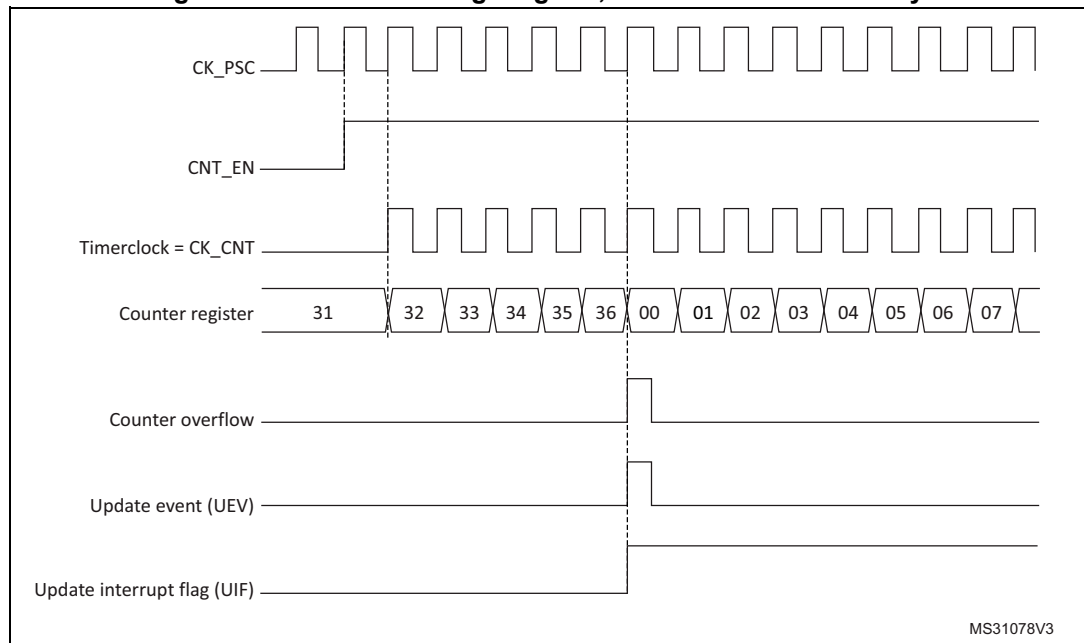 CK_PSC
CNT_EN
Timerclock = CK_CNT
Counter register 31 32 33 34 35 36 00 01 02 03 04 05 06 07
Counter overflow
Update event (UEV)
Update interrupt flag (UIF)
MS31078V3